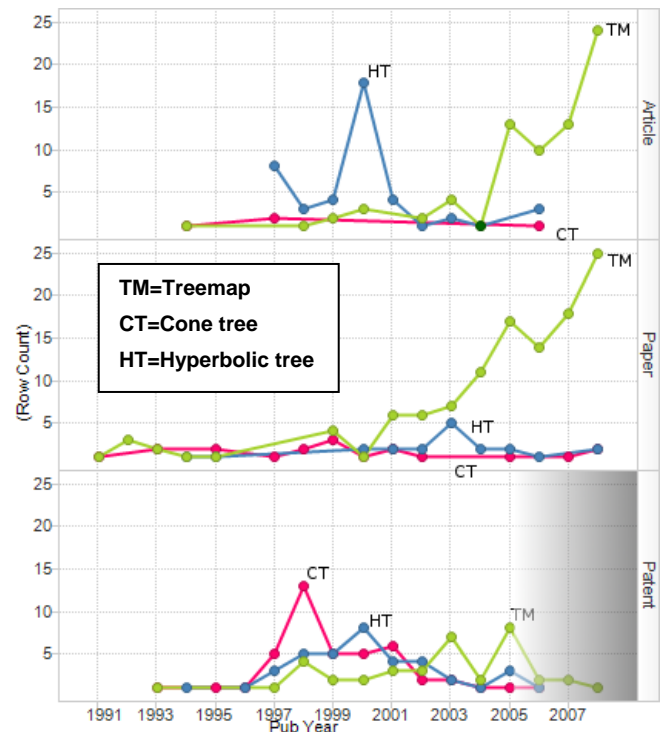 25
20
15
10
5
TM
HT
CT
Article
25
20
15
10
5
TM
HT
CT
TM=Treemap
CT=Cone tree
HT=Hyperbolic tree
Paper
(Row Count)
25
20
15
10
5
CT
HT
TM
Patent
1991 1993 1995 1997 1999 2001 2003 2005 2007
Pub Year